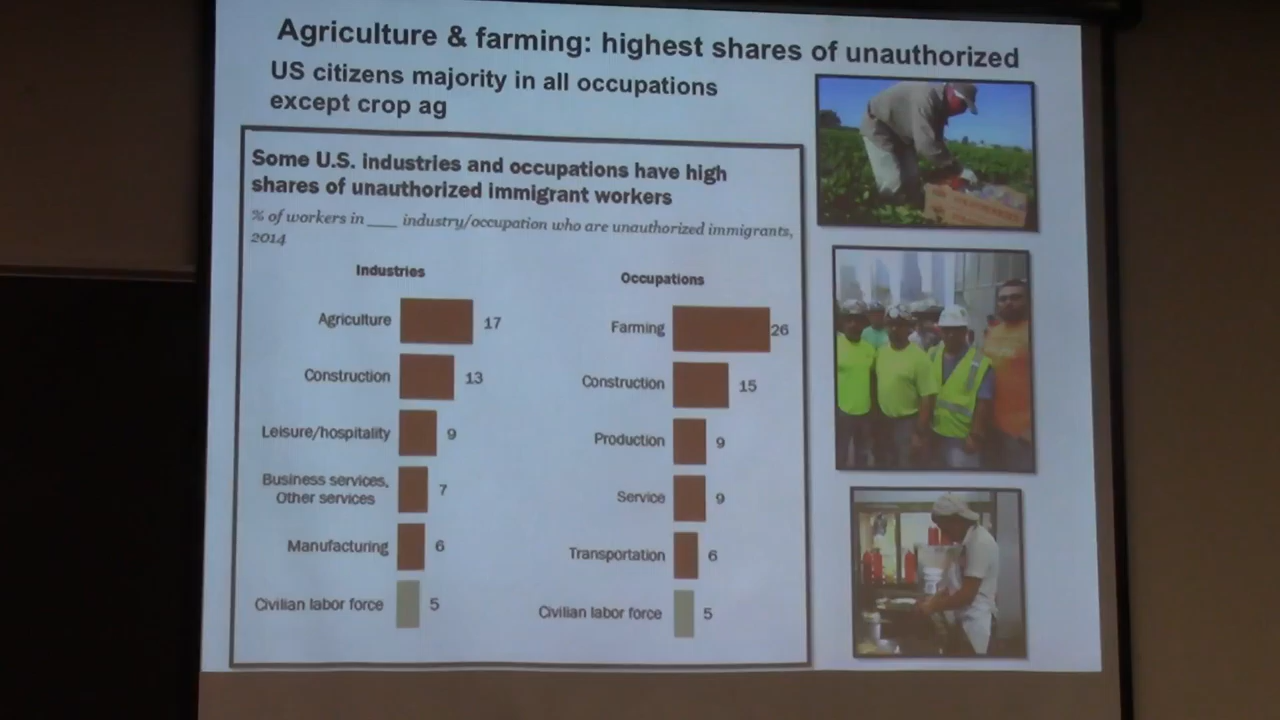 Agriculture & farming: highest shares of unauthorized
US citizens majority in all occupations
except crop ag
Some U.S. industries and occupations have high
shares of unauthorized immigrant workers
% of workers in ___ industry/occupation who are unauthorized immigrants,
2014
Industries
Agriculture 17
Construction 13
Leisure/hospitality 9
Business services,
Other services 7
Manufacturing 6
Civilian labor force 5
Occupations
Farming 26
Construction 15
Production 9
Service 9
Transportation 6
Civilian labor force 5